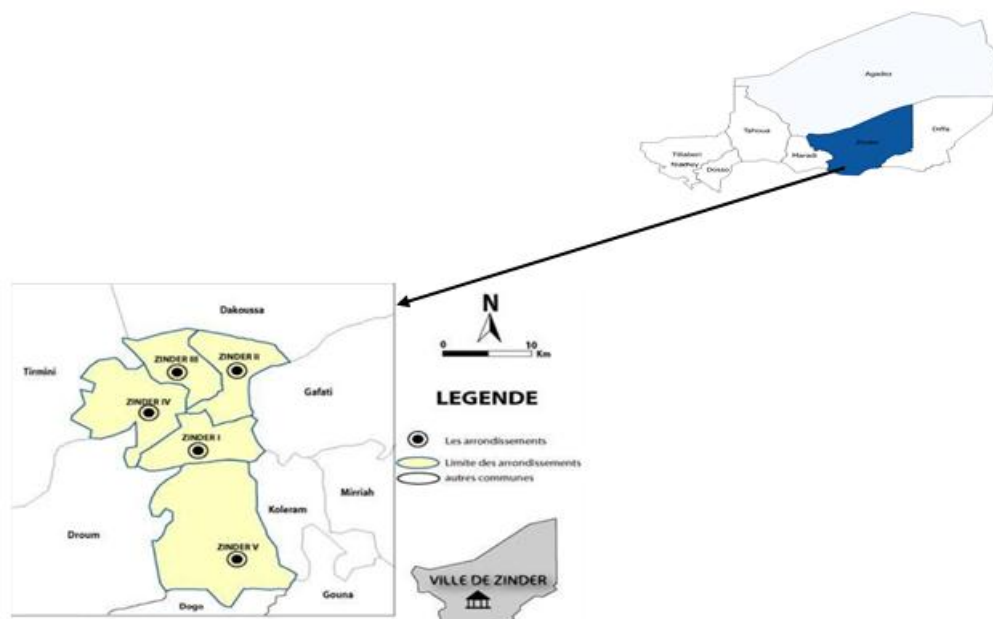 Agadez
Tahoua
Diffa
Zinder
Maradi
Tillaberi
Niamey
Dosso
Dakoussa
ZINDER III
ZINDER II
Tirmini
Gafati
ZINDER IV
ZINDER I
Mirriah
Koleram
Droum
ZINDER V
Gouna
Dogo
N
0 10
Km
LEGENDE
Les arrondissements
Limite des arrondissements
autres communes
VILLE DE ZINDER